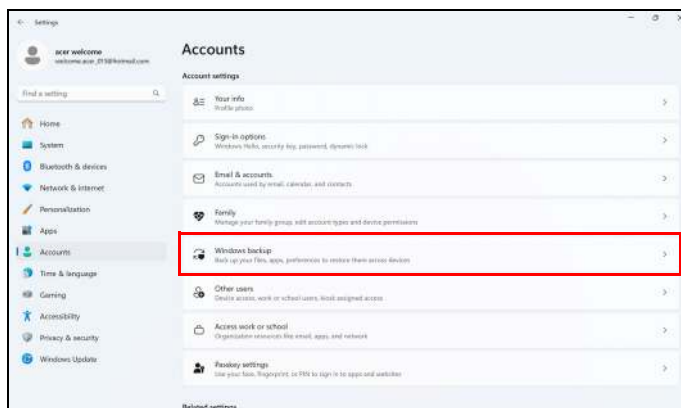 Settings
acer welcome
Find a setting
Home
System
Bluetooth & devices
Network & internet
Personalization
Apps
Accounts
Time & language
Gaming
Accessibility
Privacy & security
Windows Update
Accounts
Account settings
Your info
Profile photo
Sign-in options
Windows Hello, security key, password, dynamic lock
Email & accounts
Accounts used by email, calendar, and contacts
Family
Manage your family group, edit account types and device permissions
Windows backup
Back up your files, apps, preferences to restore them across devices
Other users
Device access, work or school users, kiosk assigned access
Access work or school
Organization resources like email, apps, and network
Passkey settings
Use your face, fingerprint, or PIN to sign in to apps and websites
Related settings